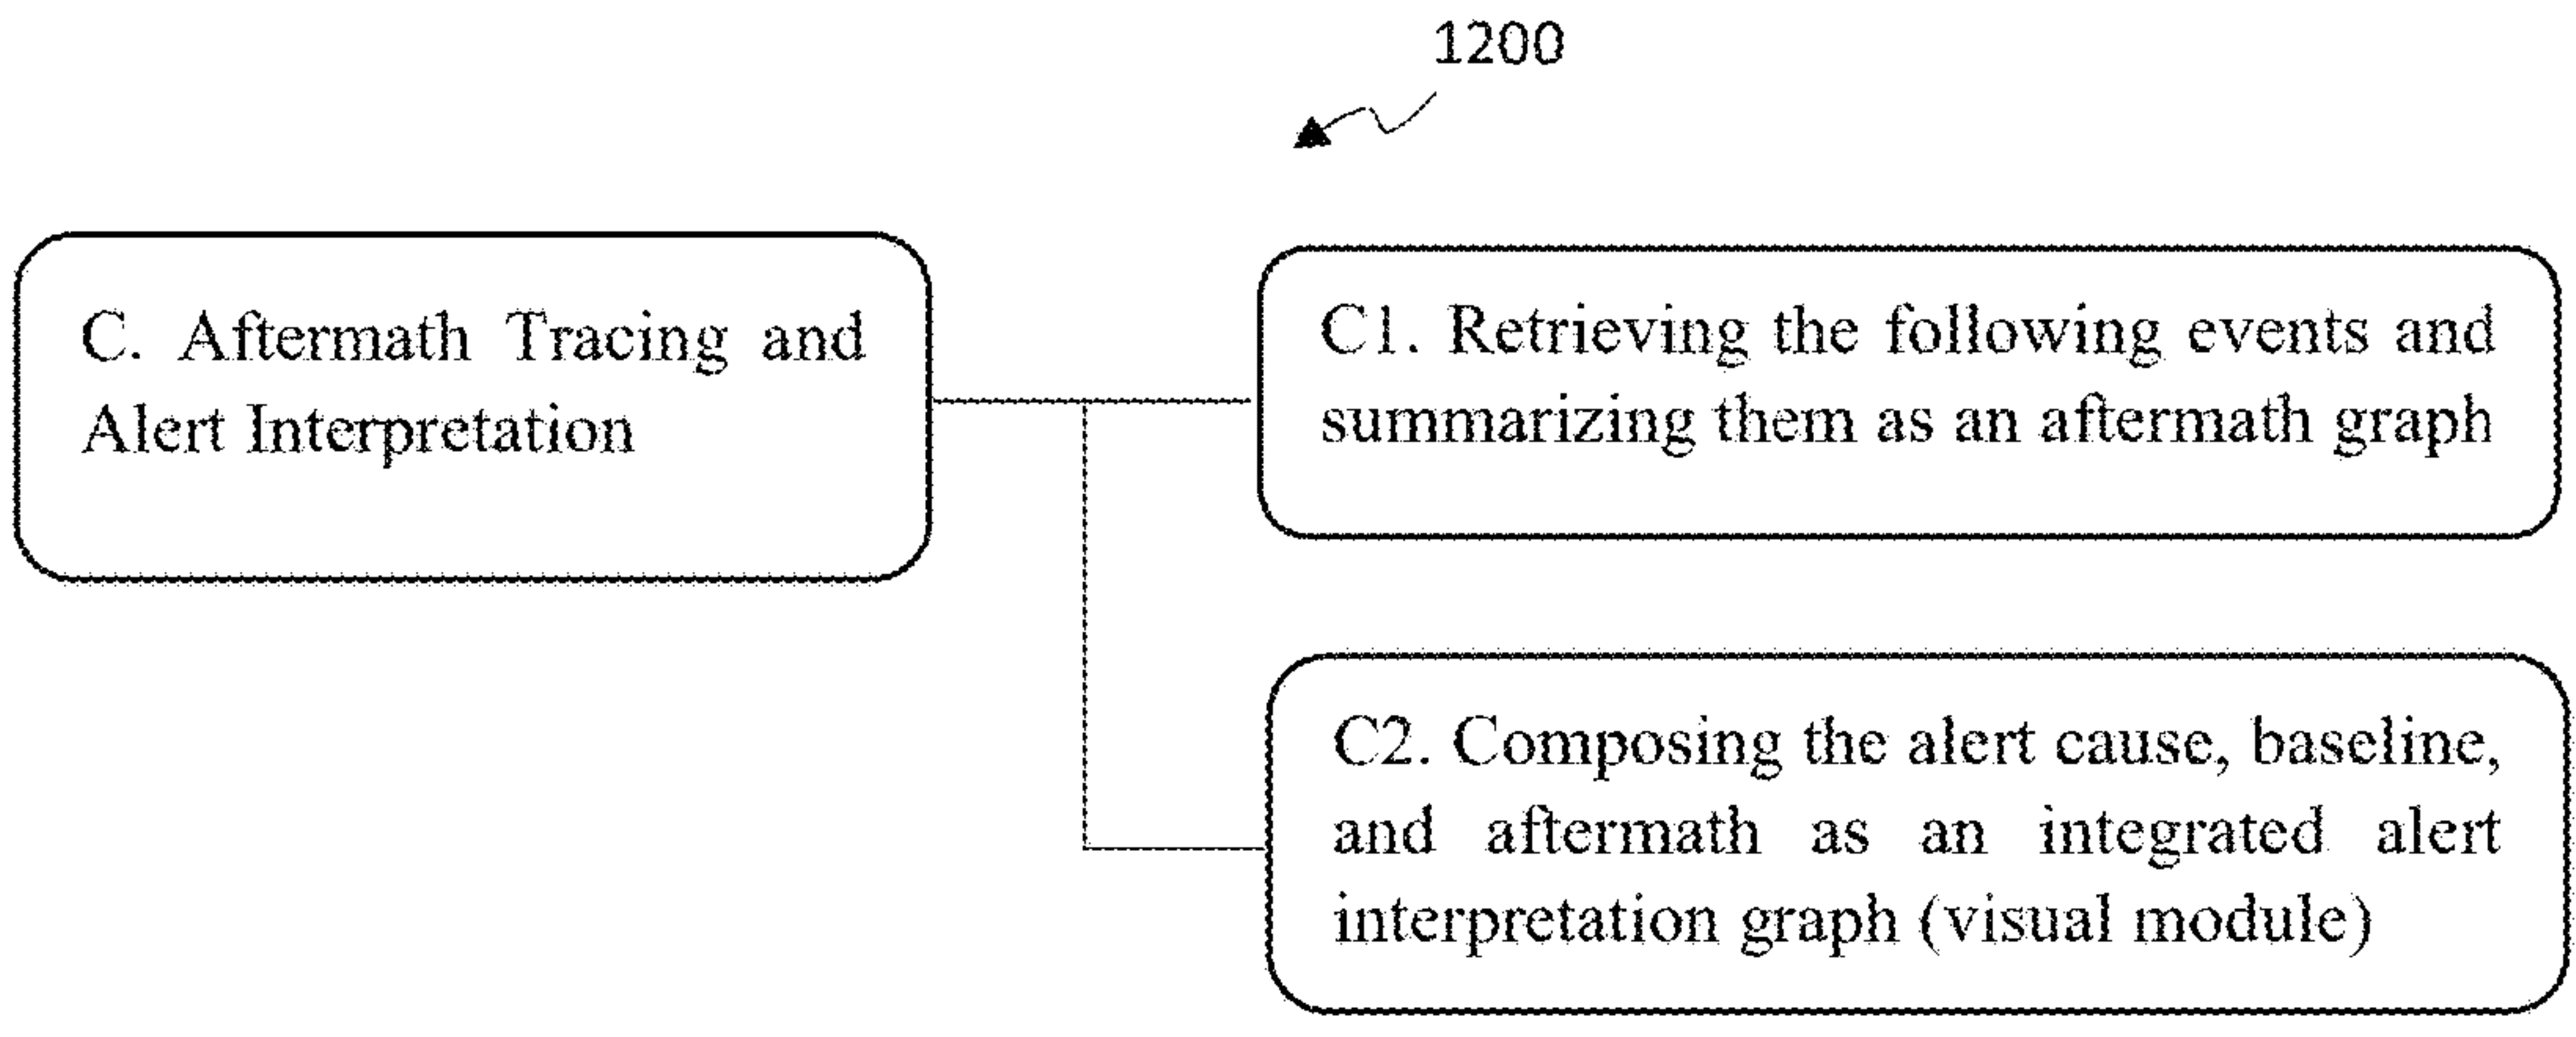 1200
C. Aftermath Tracing and
Alert Interpretation
C1. Retrieving the following events and
summarizing them as an aftermath graph
C2. Composing the alert cause, baseline,
and aftermath as an integrated alert
interpretation graph (visual module)